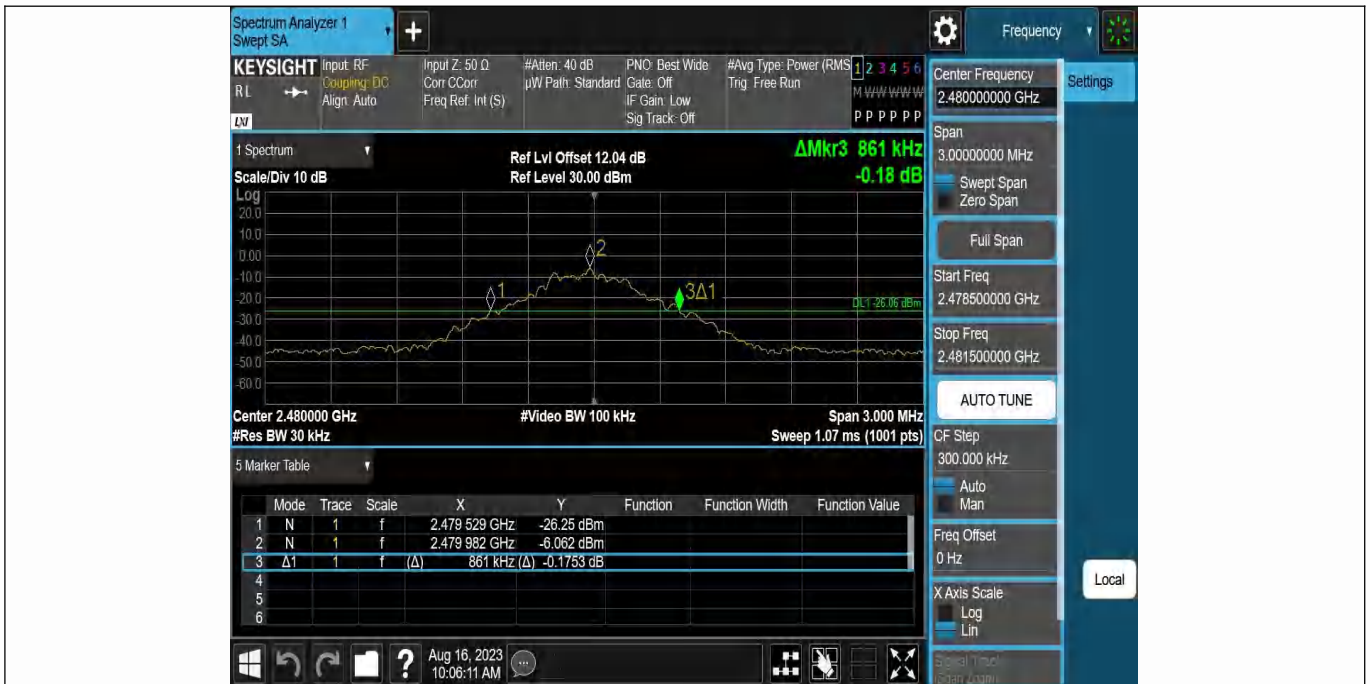 Spectrum Analyzer 1
Swept SA
+
Frequency
KEYSIGHT
RL
LXI
Input: RF
Coupling: DC
Align: Auto
Input Z: 50 Ω
Corr CCorr
Freq Ref: Int (S)
#Atten: 40 dB
µW Path: Standard
PNO: Best Wide
Gate: Off
IF Gain: Low
Sig Track: Off
#Avg Type: Power (RMS
Trig: Free Run
1 2 3 4 5 6
M W W W W W
P P P P P P
1 Spectrum
Scale/Div 10 dB
Ref Lvl Offset 12.04 dB
Ref Level 30.00 dBm
ΔMkr3 861 kHz
-0.18 dB
Log
20.0
10.0
0.00
-10.0
-20.0
-30.0
-40.0
-50.0
-60.0
1
2
3Δ1
DL1 -26.06 dBm
Center 2.480000 GHz
#Video BW 100 kHz
Span 3.000 MHz
#Res BW 30 kHz
Sweep 1.07 ms (1001 pts)
5 Marker Table
Mode Trace Scale X Y Function Function Width Function Value
1 N 1 f 2.479 529 GHz -26.25 dBm
2 N 1 f 2.479 982 GHz -6.062 dBm
3 Δ1 1 f (Δ) 861 kHz (Δ) -0.1753 dB
4
5
6
Aug 16, 2023
10:06:11 AM
?
Center Frequency
2.480000000 GHz
Settings
Span
3.00000000 MHz
Swept Span
Zero Span
Full Span
Start Freq
2.478500000 GHz
Stop Freq
2.481500000 GHz
AUTO TUNE
CF Step
300.000 kHz
Auto
Man
Freq Offset
0 Hz
X Axis Scale
Log
Lin
Signal Track
(Span Zoom)
Local